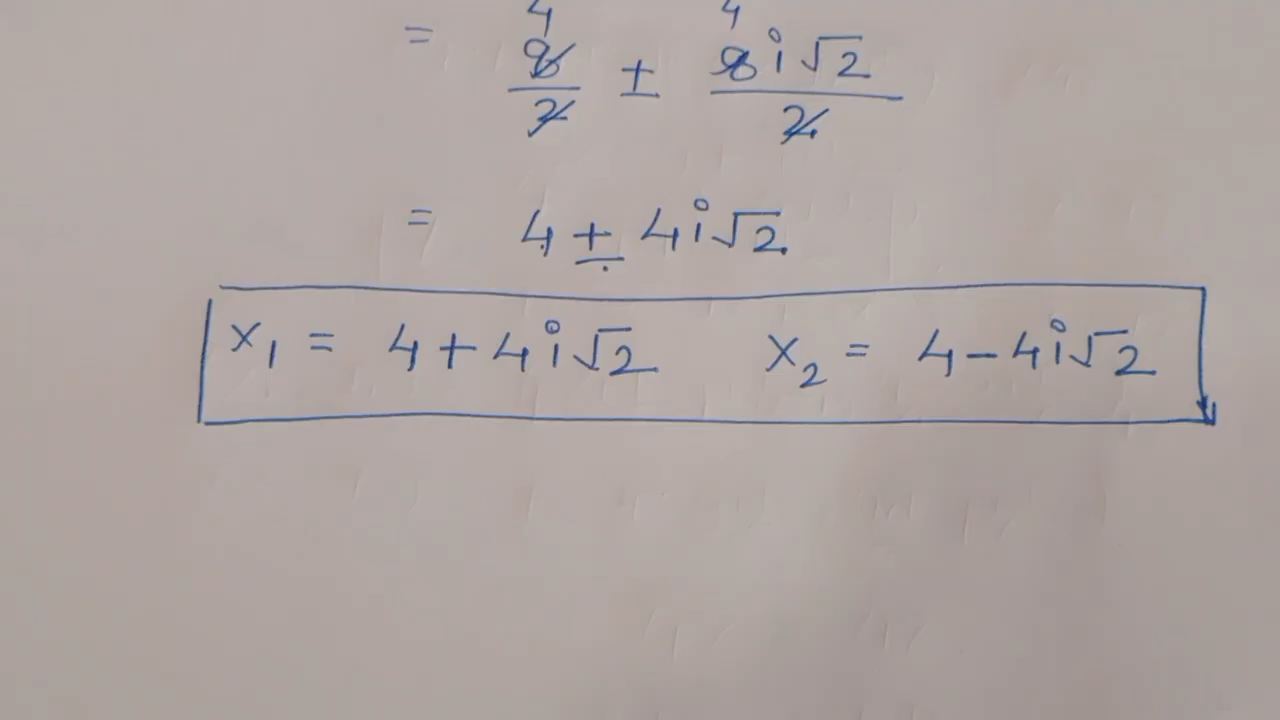 4 4
= 8/2 ± 8i√2/2
= 4 ± 4i√2
x₁ = 4 + 4i√2 x₂ = 4 - 4i√2